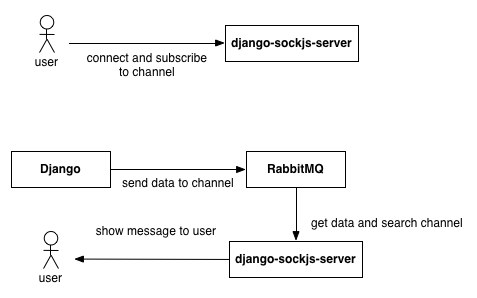 django-sockjs-server
user
connect and subscribe
to channel
Django
RabbitMQ
send data to channel
get data and search channel
show message to user
django-sockjs-server
user